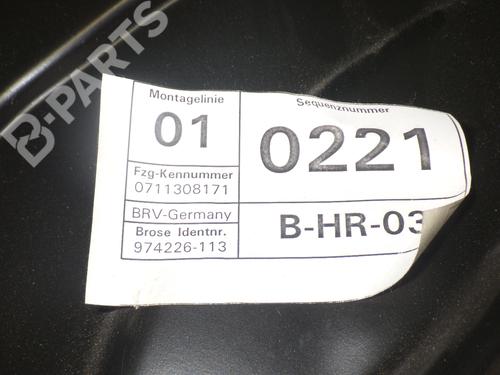 B-PARTS
Montagelinie
01
Fzg-Kennummer
0711308171
BRV-Germany
Brose Identnr.
974226-113
Sequenznummer
0221
B-HR-03